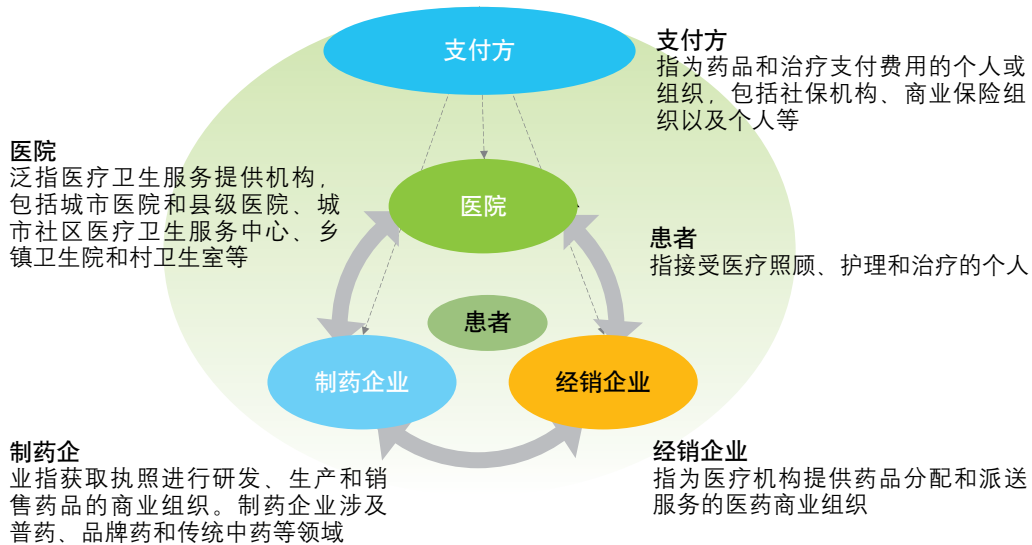 支付方
支付方
指为药品和治疗支付费用的个人或
组织，包括社保机构、商业保险组
织以及个人等
医院
泛指医疗卫生服务提供机构，
包括城市医院和县级医院、城
市社区医疗卫生服务中心、乡
镇卫生院和村卫生室等
医院
患者
指接受医疗照顾、护理和治疗的个人
患者
制药企业
经销企业
制药企
业指获取执照进行研发、生产和销
售药品的商业组织。制药企业涉及
普药、品牌药和传统中药等领域
经销企业
指为医疗机构提供药品分配和派送
服务的医药商业组织